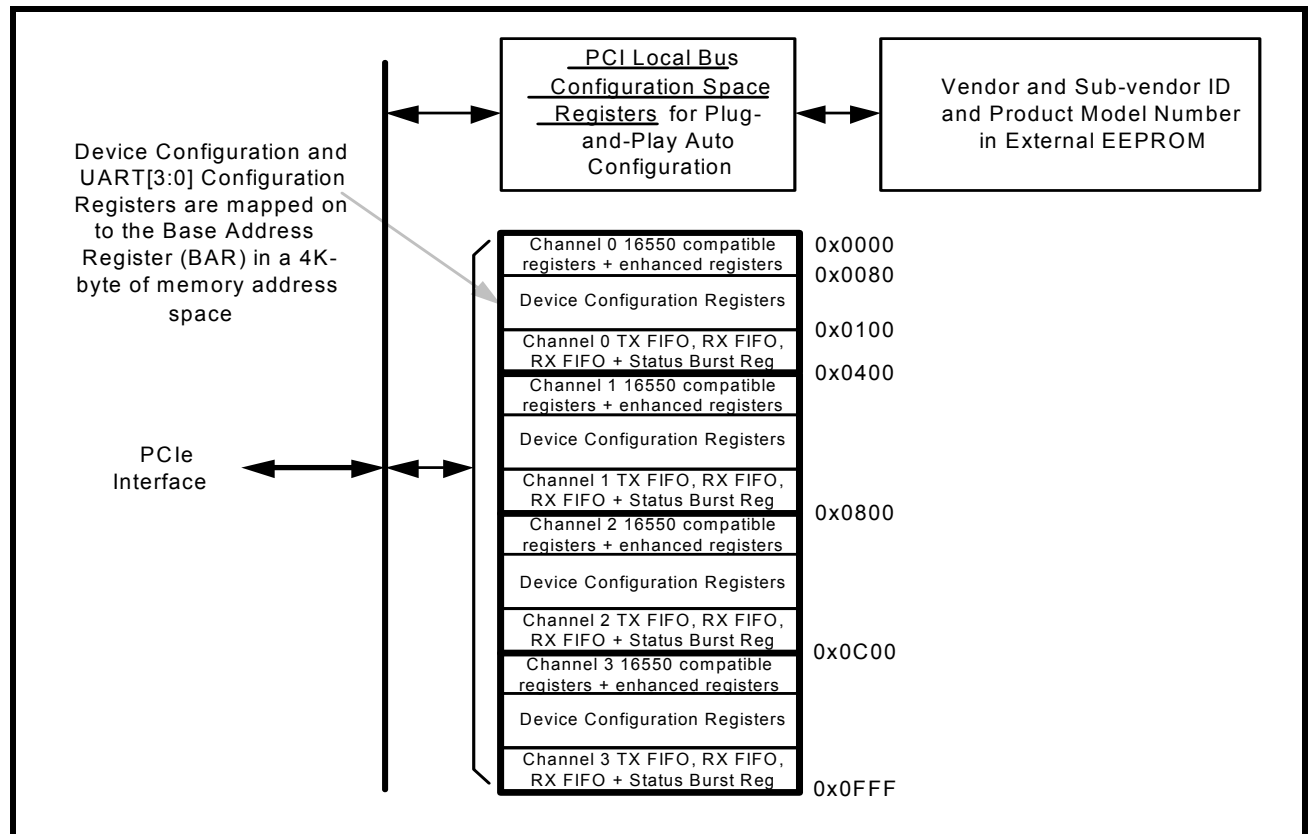 PCI Local Bus
Configuration Space
Registers for Plug-
and-Play Auto
Configuration
Vendor and Sub-vendor ID
and Product Model Number
in External EEPROM
Device Configuration and
UART[3:0] Configuration
Registers are mapped on
to the Base Address
Register (BAR) in a 4K-
byte of memory address
space
PCIe
Interface
Channel 0 16550 compatible
registers + enhanced registers
Device Configuration Registers
Channel 0 TX FIFO, RX FIFO,
RX FIFO + Status Burst Reg
Channel 1 16550 compatible
registers + enhanced registers
Device Configuration Registers
Channel 1 TX FIFO, RX FIFO,
RX FIFO + Status Burst Reg
Channel 2 16550 compatible
registers + enhanced registers
Device Configuration Registers
Channel 2 TX FIFO, RX FIFO,
RX FIFO + Status Burst Reg
Channel 3 16550 compatible
registers + enhanced registers
Device Configuration Registers
Channel 3 TX FIFO, RX FIFO,
RX FIFO + Status Burst Reg
0x0000
0x0080
0x0100
0x0400
0x0800
0x0C00
0x0FFF